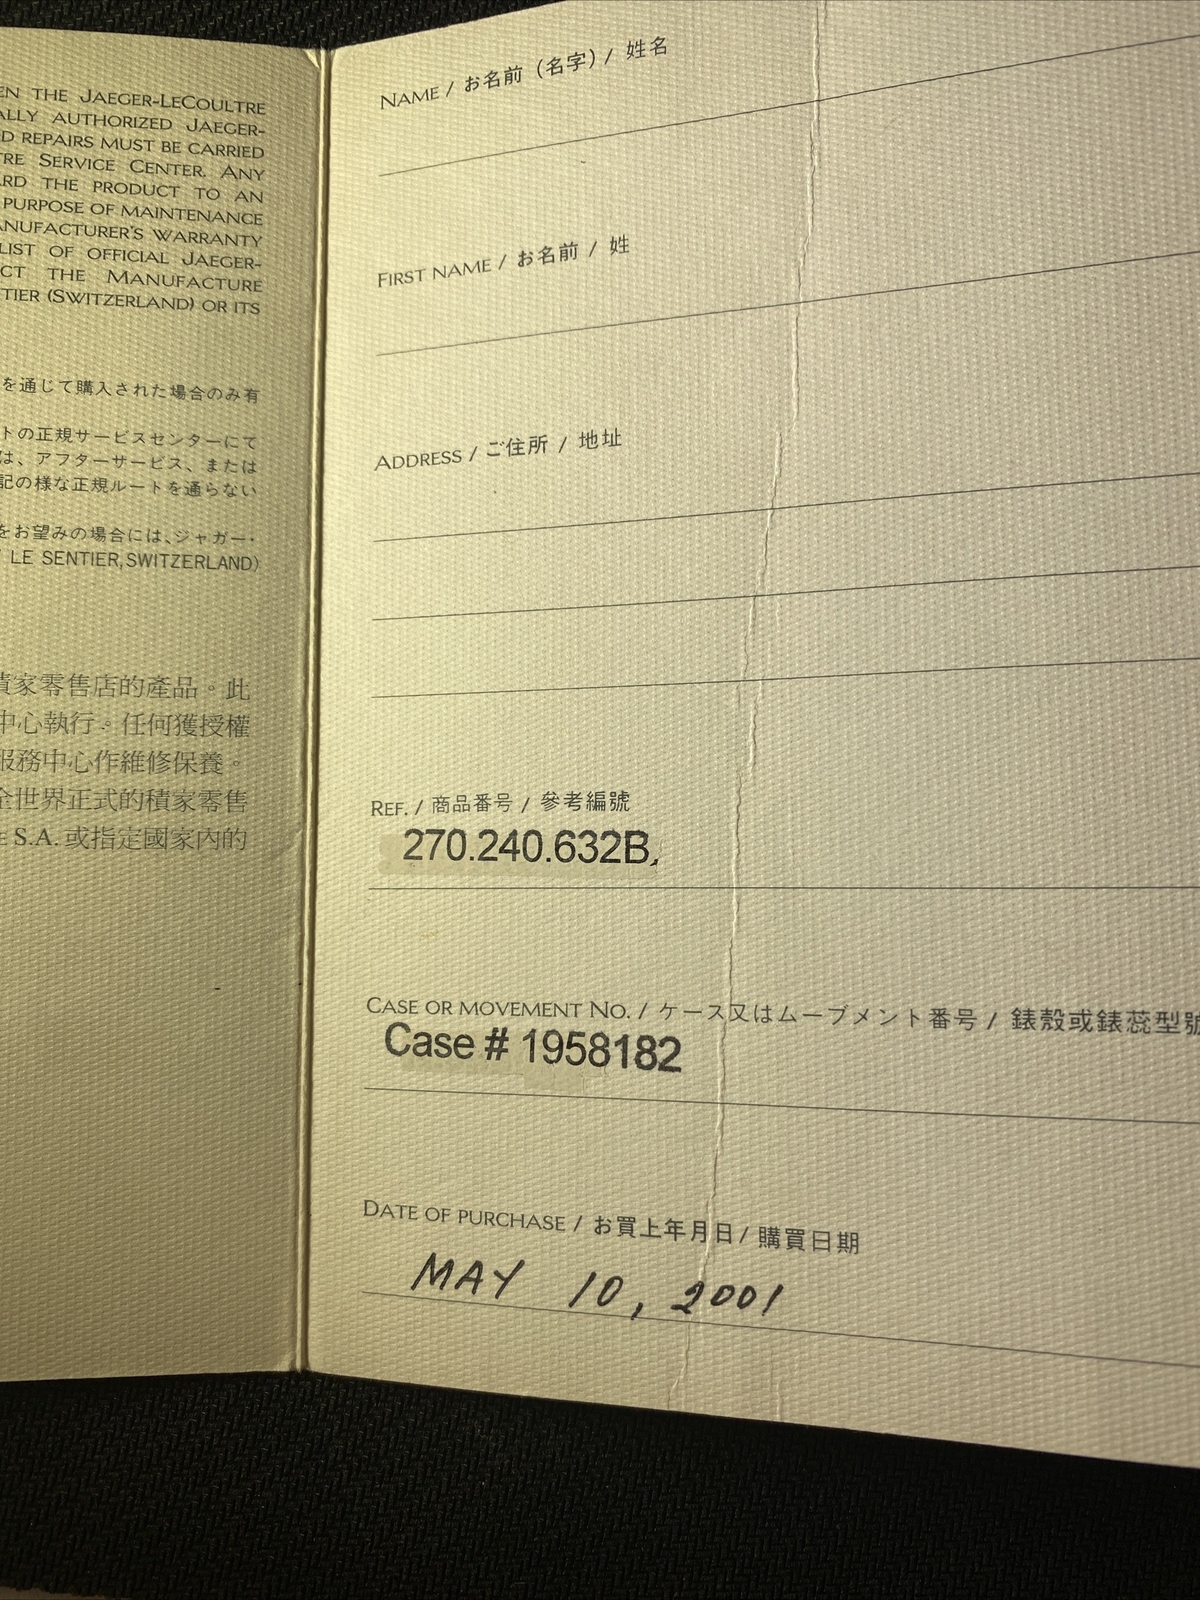 EN THE JAEGER-LECOULTRE
ALLY AUTHORIZED JAEGER-
D REPAIRS MUST BE CARRIED
TRE SERVICE CENTER. ANY
ARD THE PRODUCT TO AN
PURPOSE OF MAINTENANCE
ANUFACTURER'S WARRANTY
LIST OF OFFICIAL JAEGER-
CT THE MANUFACTURE
TIER (SWITZERLAND) OR ITS
を通じて購入された場合のみ有
トの正規サービスセンターにて
は、アフターサービス、または
記の様な正規ルートを通らない
をお望みの場合には、ジャガー・
LE SENTIER,SWITZERLAND)
積家零售店的產品。此
中心執行。任何獲授權
服務中心作維修保養。
全世界正式的積家零售
E S.A. 或指定國家內的
NAME / お名前 (名字) / 姓名
FIRST NAME / お名前 / 姓
ADDRESS / ご住所 / 地址
REF. / 商品番号 / 參考編號
270.240.632B,
CASE OR MOVEMENT NO. / ケース又はムーブメント番号 / 錶殼或錶蕊型號
Case # 1958182
DATE OF PURCHASE / お買上年月日/ 購買日期
MAY 10, 2001